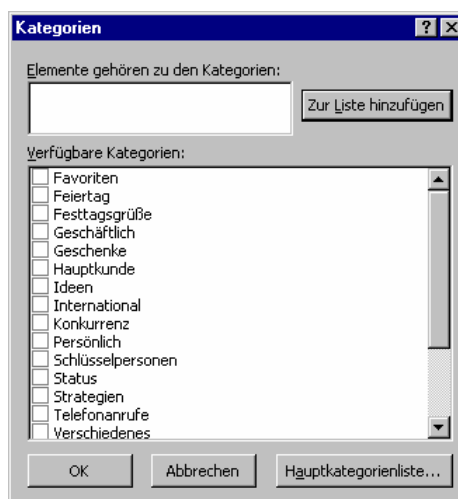 Kategorien
Elemente gehören zu den Kategorien:
Zur Liste hinzufügen
Verfügbare Kategorien:
Favoriten
Feiertag
Festtagsgrüße
Geschäftlich
Geschenke
Hauptkunde
Ideen
International
Konkurrenz
Persönlich
Schlüsselpersonen
Status
Strategien
Telefonanrufe
Verschiedenes
OK Abbrechen Hauptkategorienliste...